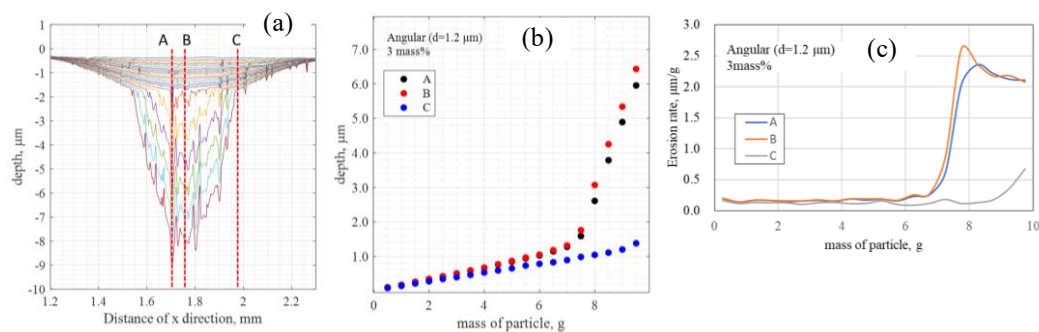 (a)
A B C
1
0
-1
-2
-3
-4
-5
-6
-7
-8
-9
-10
1.2 1.4 1.6 1.8 2 2.2
depth, μm
Distance of x direction, mm
(b)
Angular (d=1.2 μm)
3 mass%
A
B
C
7.0
6.0
5.0
4.0
3.0
2.0
1.0
0 2 4 6 8
depth, μm
mass of particle, g
(c)
Angular (d=1.2 μm)
3mass%
A
B
C
3.0
2.5
2.0
1.5
1.0
0.5
0.0
0 2 4 6 8 10
Erosion rate, μm/g
mass of particle, g